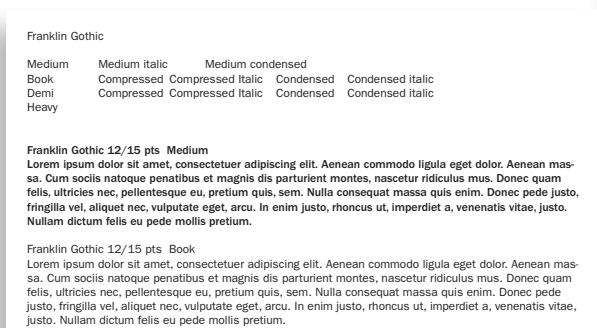 Franklin Gothic
Medium Medium italic Medium condensed
Book Compressed Compressed Italic Condensed Condensed italic
Demi Compressed Compressed Italic Condensed Condensed italic
Heavy
Franklin Gothic 12/15 pts Medium
Lorem ipsum dolor sit amet, consectetuer adipiscing elit. Aenean commodo ligula eget dolor. Aenean mas-
sa. Cum sociis natoque penatibus et magnis dis parturient montes, nascetur ridiculus mus. Donec quam
felis, ultricies nec, pellentesque eu, pretium quis, sem. Nulla consequat massa quis enim. Donec pede justo,
fringilla vel, aliquet nec, vulputate eget, arcu. In enim justo, rhoncus ut, imperdiet a, venenatis vitae, justo.
Nullam dictum felis eu pede mollis pretium.
Franklin Gothic 12/15 pts Book
Lorem ipsum dolor sit amet, consectetuer adipiscing elit. Aenean commodo ligula eget dolor. Aenean mas-
sa. Cum sociis natoque penatibus et magnis dis parturient montes, nascetur ridiculus mus. Donec quam
felis, ultricies nec, pellentesque eu, pretium quis, sem. Nulla consequat massa quis enim. Donec pede
justo, fringilla vel, aliquet nec, vulputate eget, arcu. In enim justo, rhoncus ut, imperdiet a, venenatis vitae,
justo. Nullam dictum felis eu pede mollis pretium.